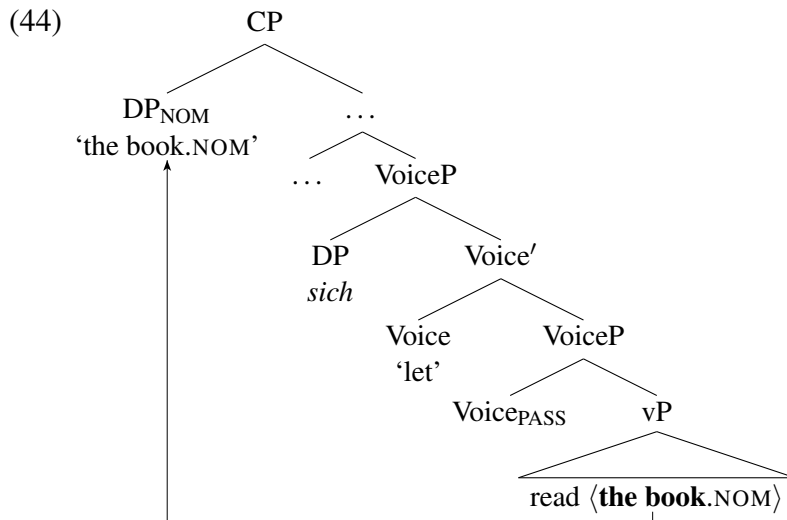 (44) CP
DP_NOM …
‘the book.NOM’
… VoiceP
DP Voice′
sich
Voice VoiceP
‘let’
Voice_PASS vP
read ⟨the book.NOM⟩